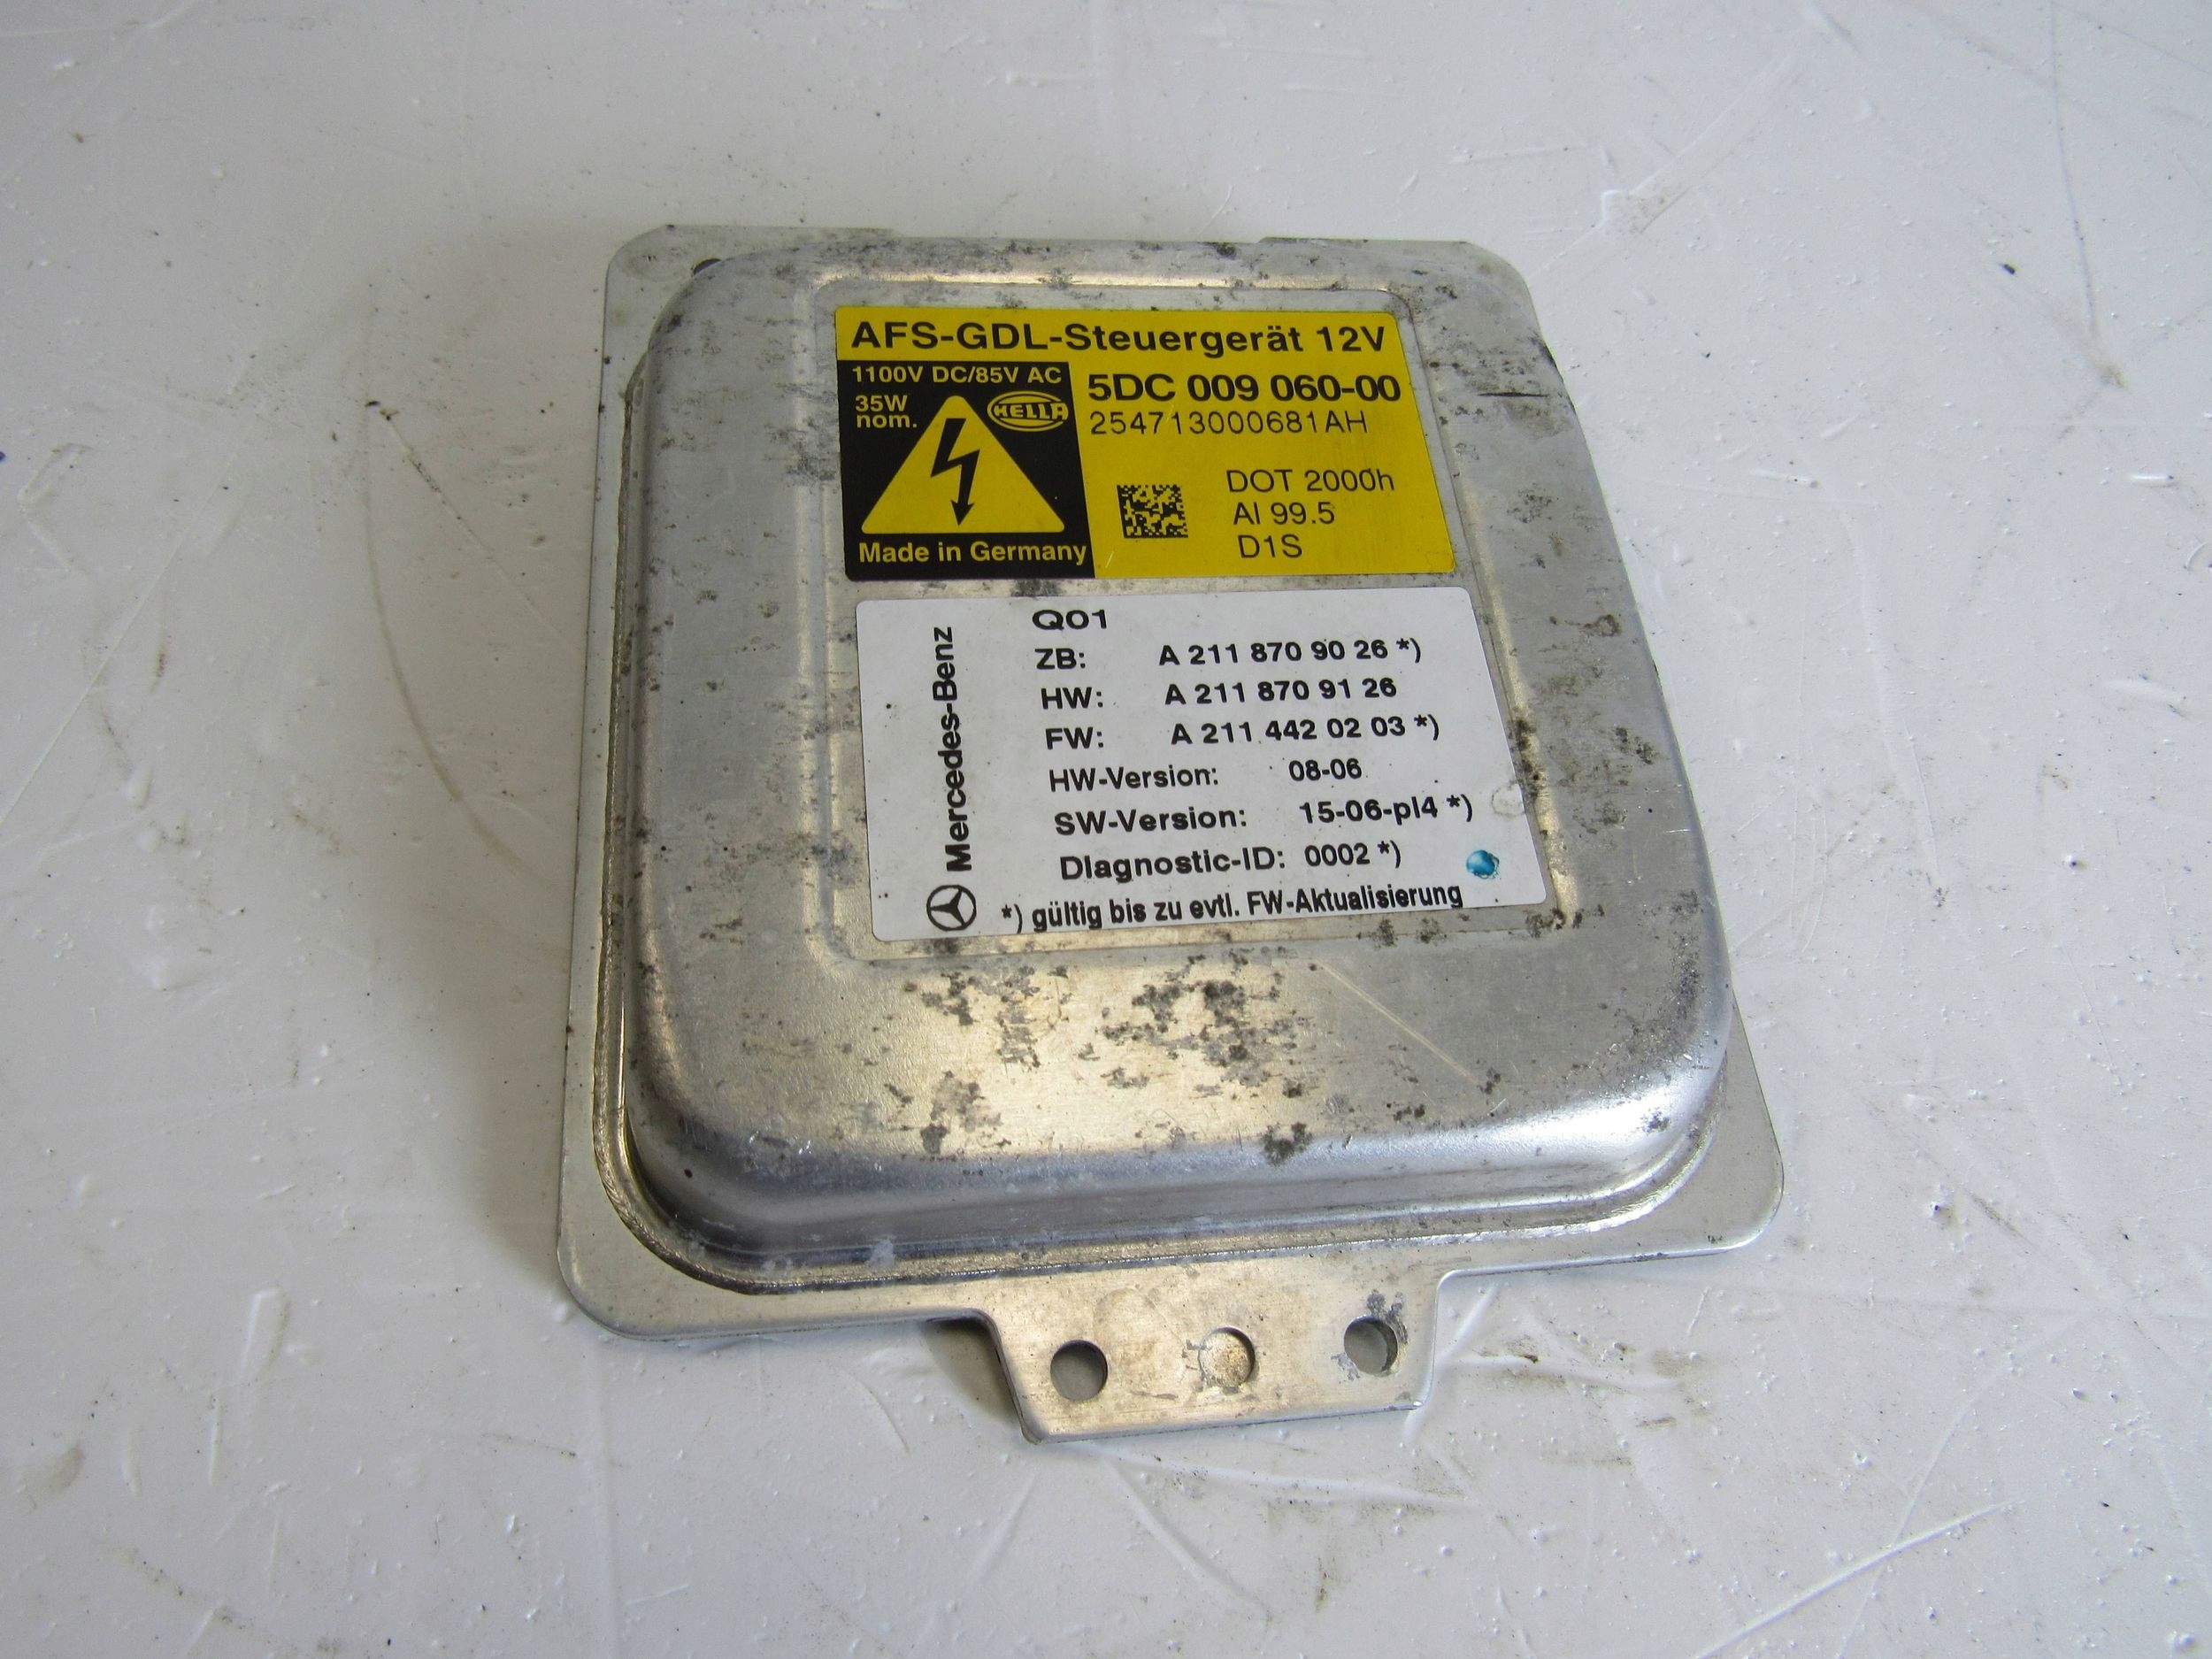 AFS-GDL-Steuergerät 12V
1100V DC/85V AC
35W
nom.
HELLA
5DC 009 060-00
254713000681AH
DOT 2000h
AI 99.5
D1S
Made in Germany
Mercedes-Benz
Q01
ZB: A 211 870 90 26 *)
HW: A 211 870 91 26
FW: A 211 442 02 03 *)
HW-Version: 08-06
SW-Version: 15-06-pl4 *)
Diagnostic-ID: 0002 *)
*) gültig bis zu evtl. FW-Aktualisierung